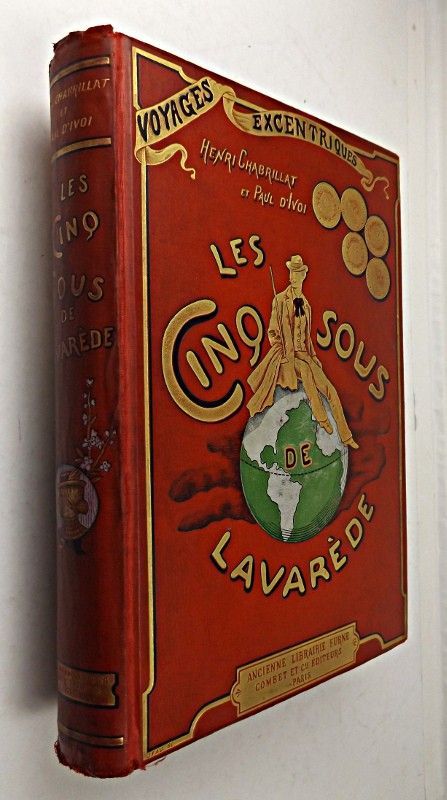 CHABRILLAT
ET
PAUL D'IVOI
LES
CINQ
SOUS
DE
LAVARÈDE
VOYAGES
EXCENTRIQUES
HENRI CHABRILLAT
ET PAUL D'IVOI
LES
CINQ
SOUS
DE
LAVARÈDE
ANCIENNE LIBRAIRIE FURNE
COMBET ET CIE EDITEURS
PARIS